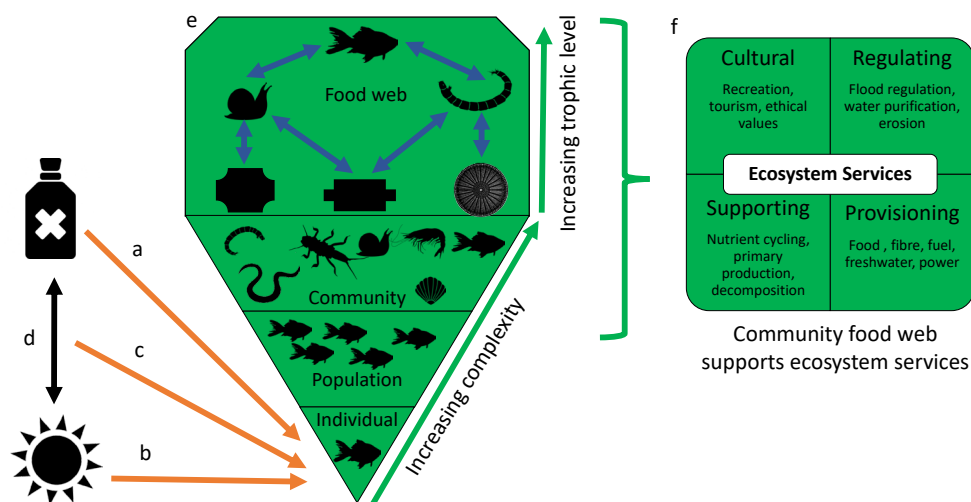 e
Food web
Increasing trophic level
f
Cultural
Recreation,
tourism, ethical
values
Regulating
Flood regulation,
water purification,
erosion
Ecosystem Services
Supporting
Nutrient cycling,
primary
production,
decomposition
Provisioning
Food , fibre, fuel,
freshwater, power
Community food web
supports ecosystem services
a
Community
d
c
Population
Increasing complexity
Individual
b